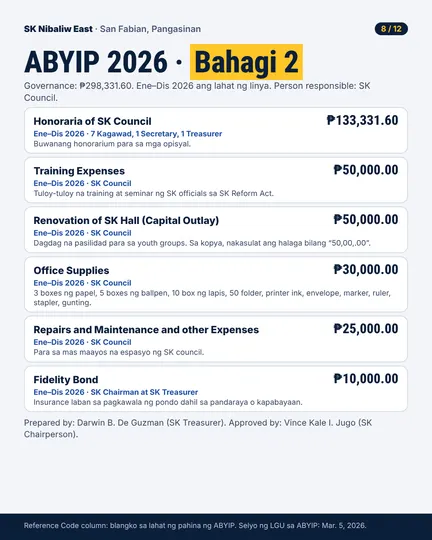 SK Nibaliw East · San Fabian, Pangasinan
8 / 12
ABYIP 2026 · Bahagi 2
Governance: ₱298,331.60. Ene–Dis 2026 ang lahat ng linya. Person responsible: SK
Council.
Honoraria of SK Council
₱133,331.60
Ene–Dis 2026 · 7 Kagawad, 1 Secretary, 1 Treasurer
Buwanang honorarium para sa mga opisyal.
Training Expenses
₱50,000.00
Ene–Dis 2026 · SK Council
Tuloy-tuloy na training at seminar ng SK officials sa SK Reform Act.
Renovation of SK Hall (Capital Outlay)
₱50,000.00
Ene–Dis 2026 · SK Council
Dagdag na pasilidad para sa youth groups. Sa kopya, nakasulat ang halaga bilang “50,00,.00”.
Office Supplies
₱30,000.00
Ene–Dis 2026 · SK Council
3 boxes ng papel, 5 boxes ng ballpen, 10 box ng lapis, 50 folder, printer ink, envelope, marker, ruler,
stapler, gunting.
Repairs and Maintenance and other Expenses
₱25,000.00
Ene–Dis 2026 · SK Council
Para sa mas maayos na espasyo ng SK council.
Fidelity Bond
₱10,000.00
Ene–Dis 2026 · SK Chairman at SK Treasurer
Insurance laban sa pagkawala ng pondo dahil sa pandaraya o kapabayaan.
Prepared by: Darwin B. De Guzman (SK Treasurer). Approved by: Vince Kale I. Jugo (SK
Chairperson).
Reference Code column: blangko sa lahat ng pahina ng ABYIP. Selyo ng LGU sa ABYIP: Mar. 5, 2026.